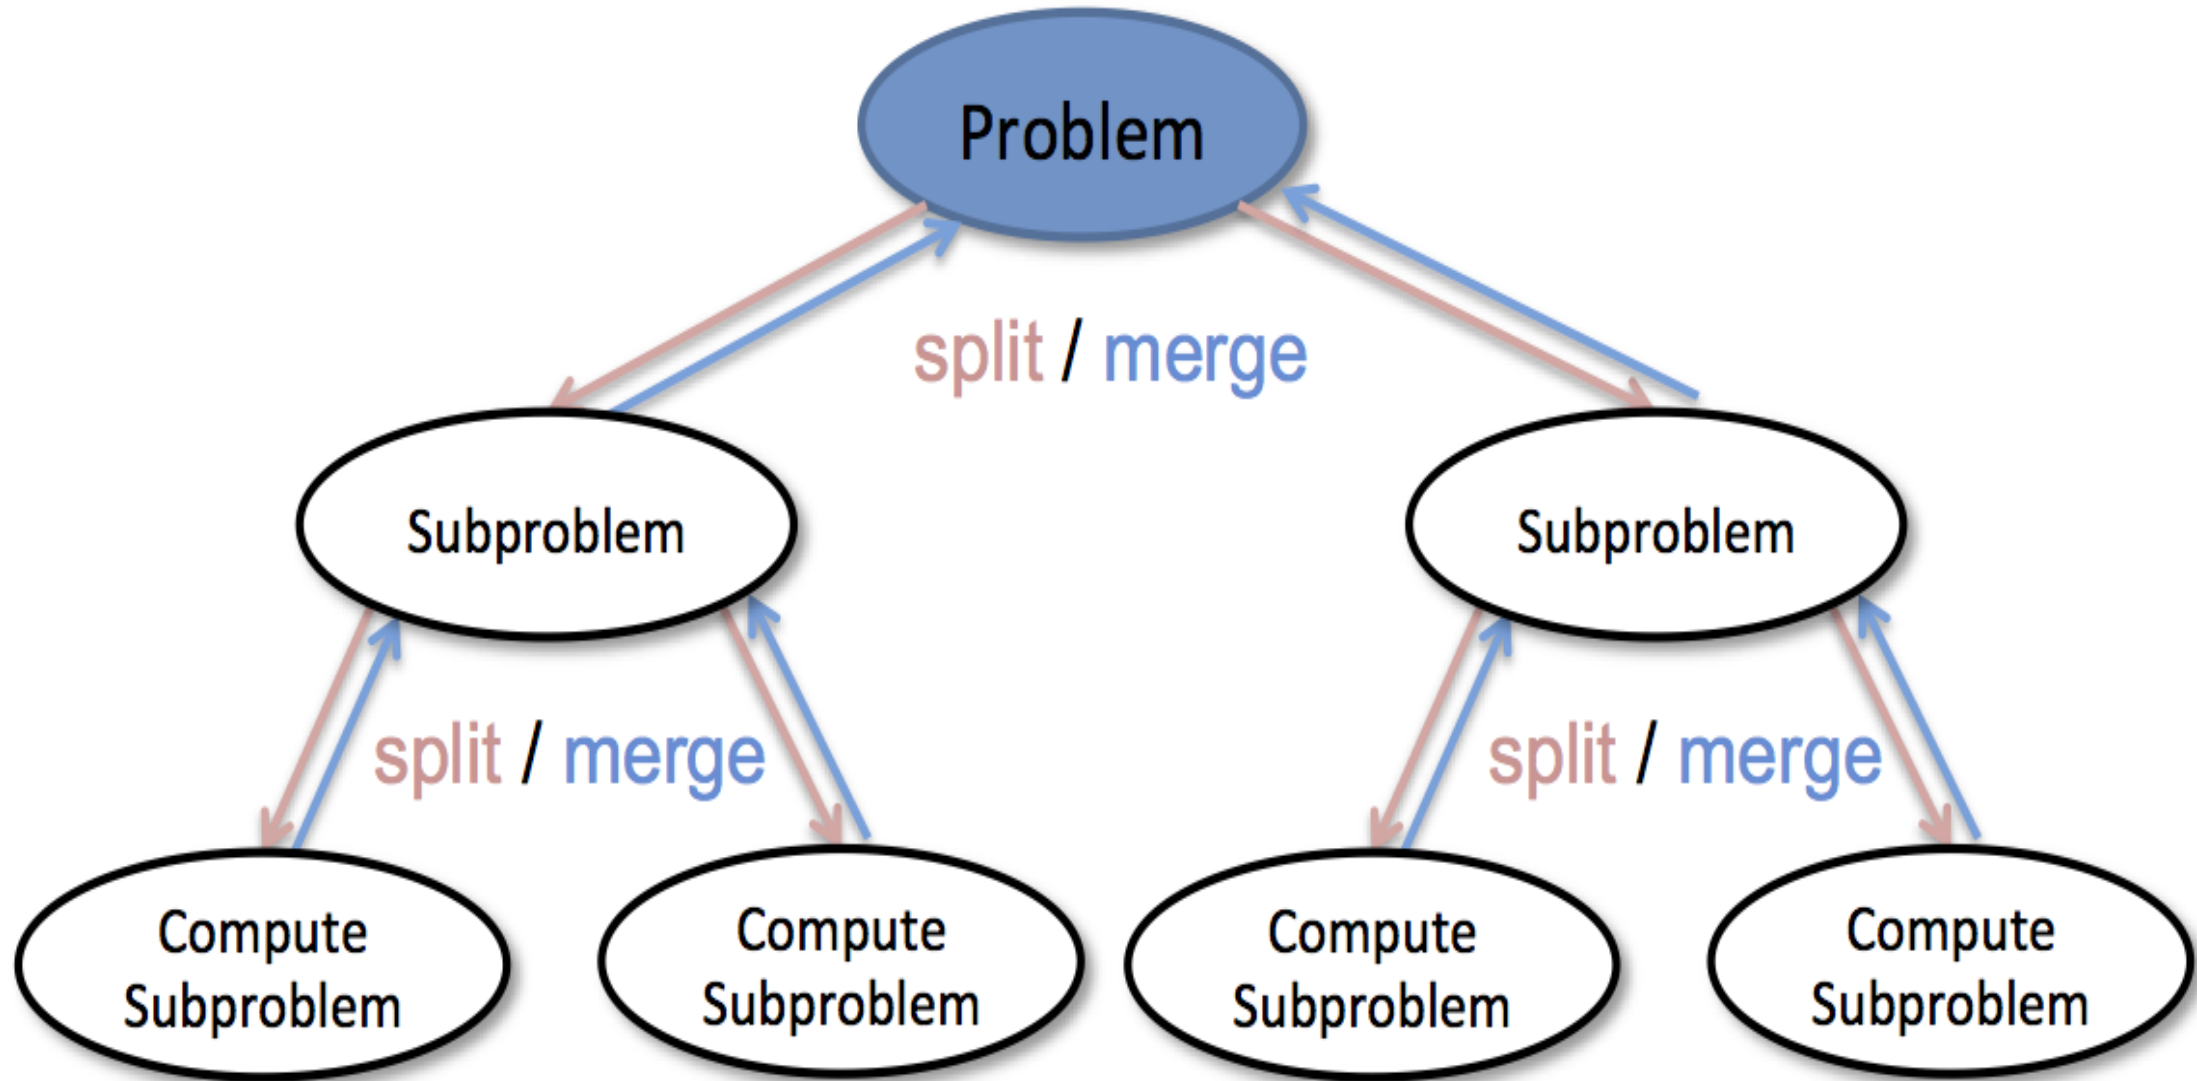 Problem
split / merge
Subproblem
Subproblem
split / merge
split / merge
Compute
Subproblem
Compute
Subproblem
Compute
Subproblem
Compute
Subproblem